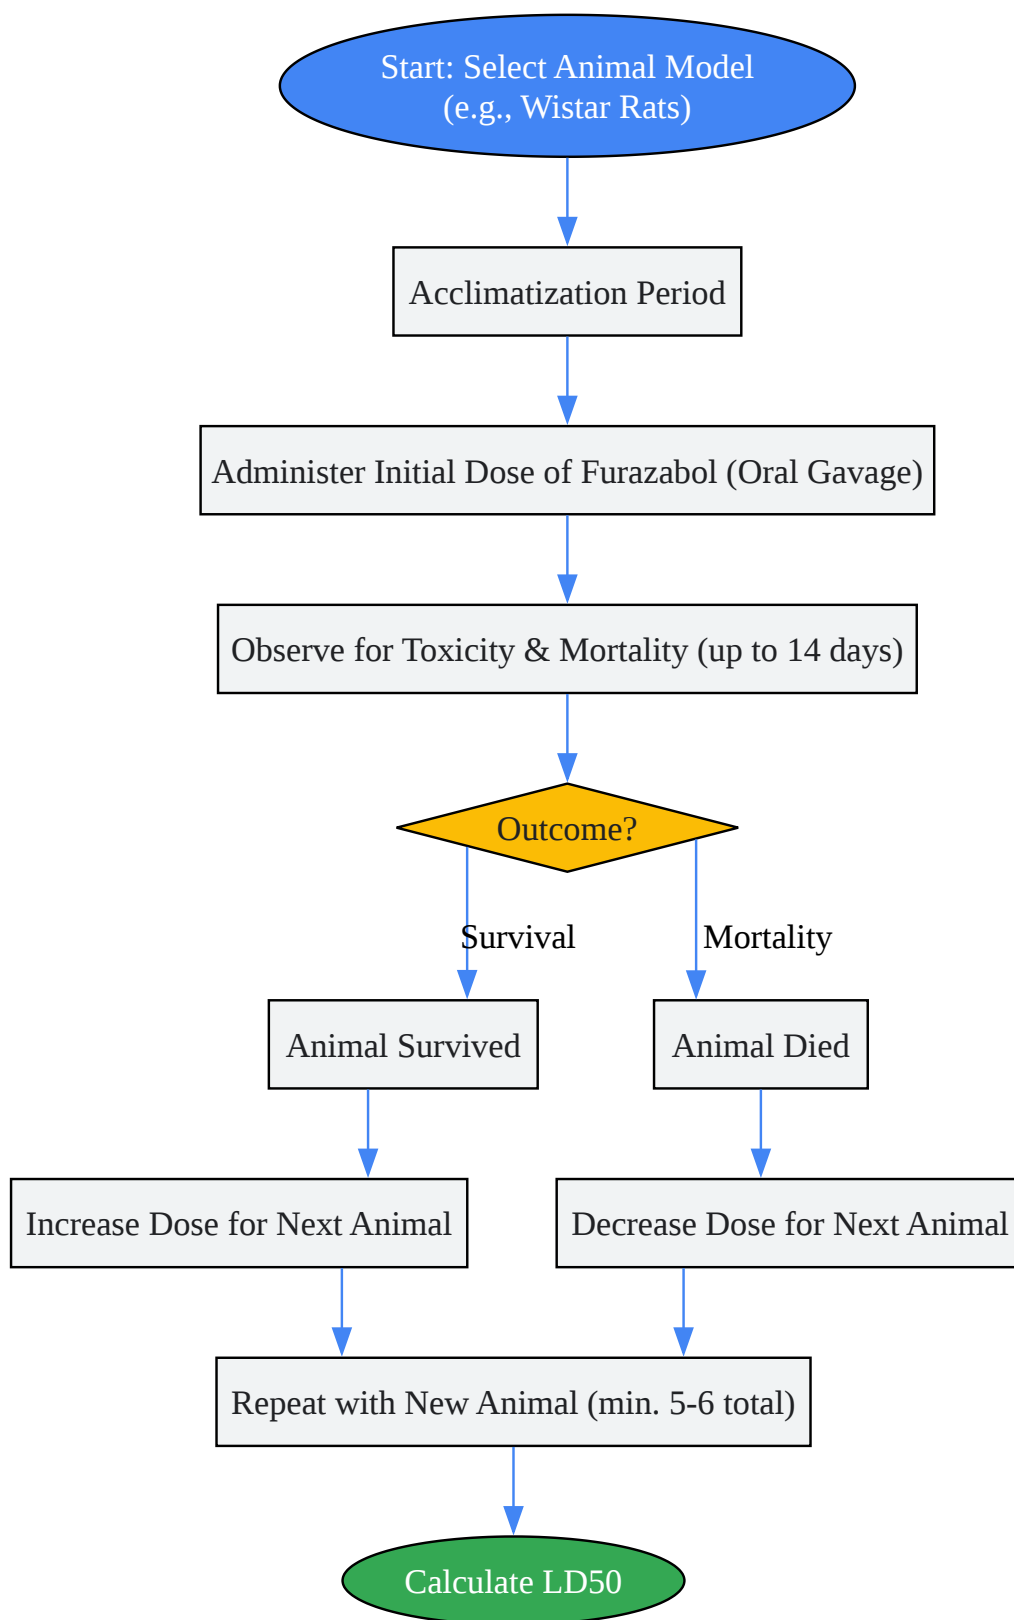 Start: Select Animal Model
(e.g., Wistar Rats)
Acclimatization Period
Administer Initial Dose of Furazabol (Oral Gavage)
Observe for Toxicity & Mortality (up to 14 days)
Outcome?
Survival
Mortality
Animal Survived
Animal Died
Increase Dose for Next Animal
Decrease Dose for Next Animal
Repeat with New Animal (min. 5-6 total)
Calculate LD50